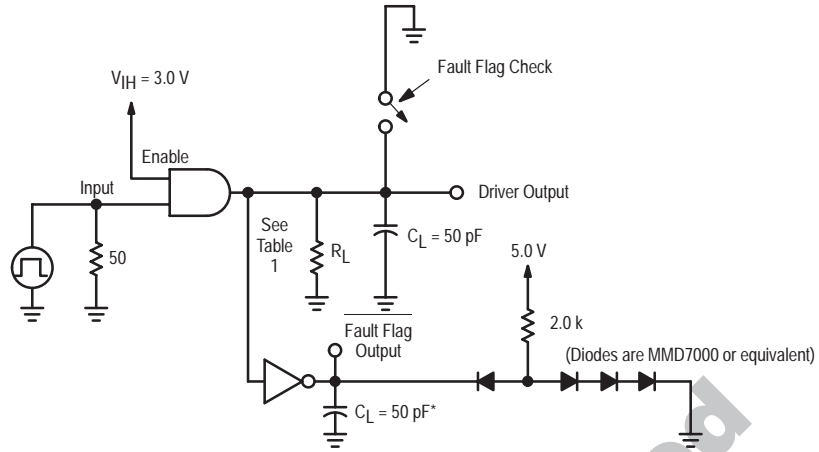 Fault Flag Check
VIH = 3.0 V
Enable
Input
Driver Output
See
Table
1
RL
CL = 50 pF
50
5.0 V
2.0 k
Fault Flag
Output
(Diodes are MMD7000 or equivalent)
CL = 50 pF*